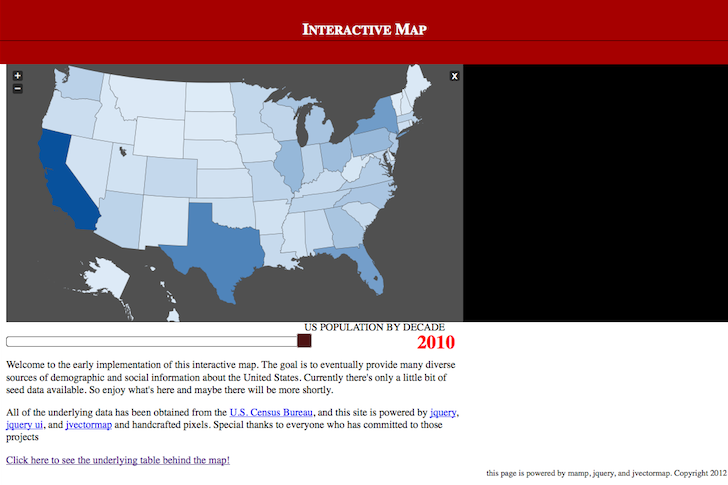 INTERACTIVE MAP
+
x
−
US POPULATION BY DECADE
2010
Welcome to the early implementation of this interactive map. The goal is to eventually provide many diverse
sources of demographic and social information about the United States. Currently there's only a little bit of
seed data available. So enjoy what's here and maybe there will be more shortly.
All of the underlying data has been obtained from the U.S. Census Bureau, and this site is powered by jquery,
jquery ui, and jvectormap and handcrafted pixels. Special thanks to everyone who has committed to those
projects
Click here to see the underlying table behind the map!
this page is powered by mamp, jquery, and jvectormap. Copyright 2012